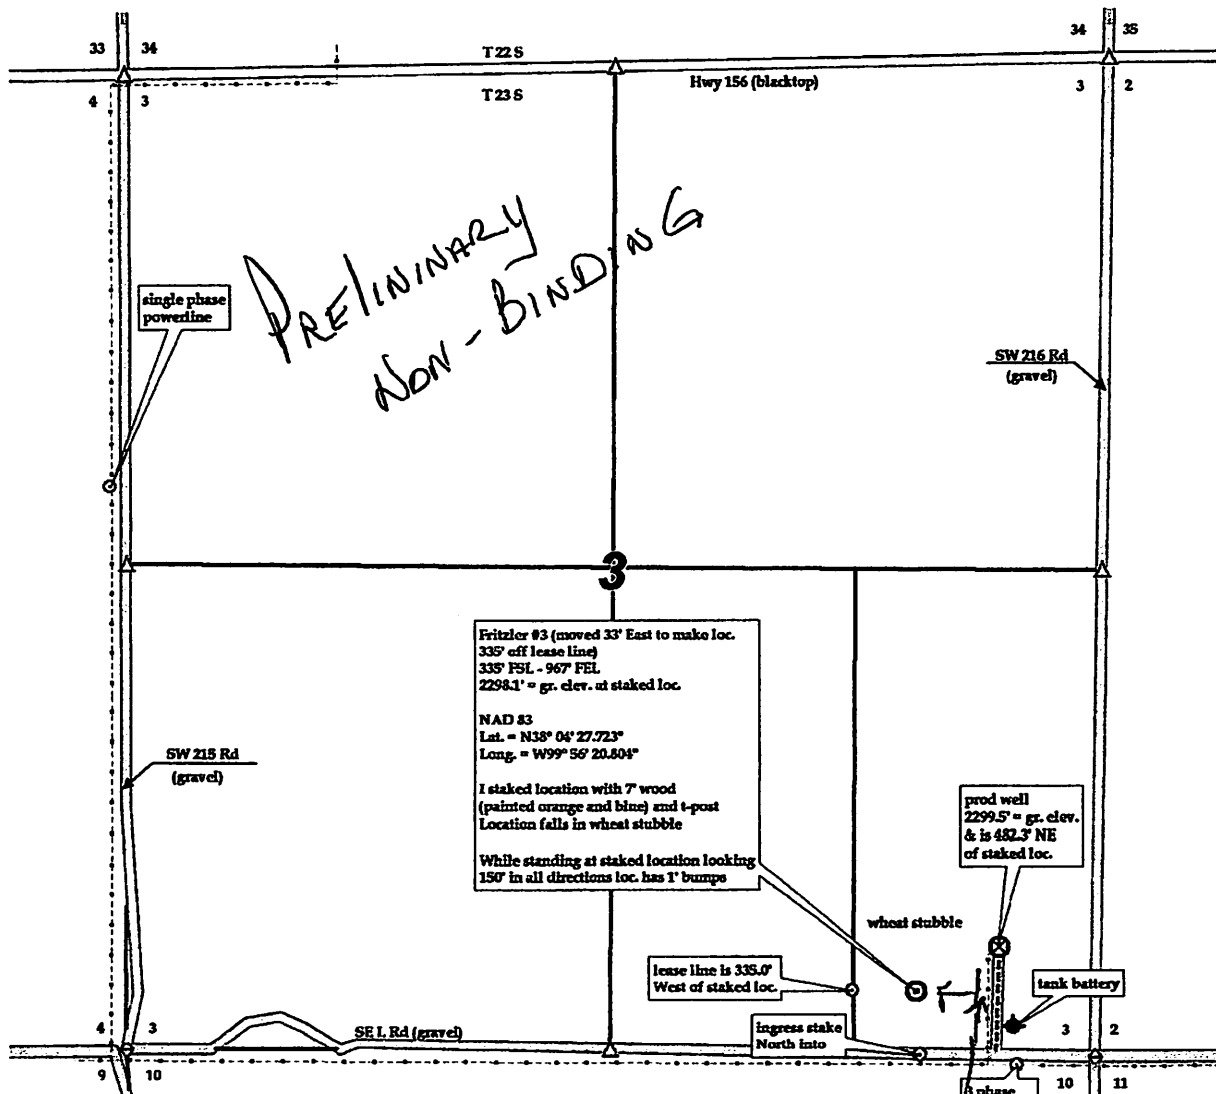 33 34
34 35
T 22 S
Hwy 156 (blacktop)
T 23 S
4 3
3 2
PRELININARY
NON - BINDING
single phase
powerline
SW 216 Rd
(gravel)
3
Fritzler #3 (moved 33' East to make loc.
335' off lease line)
335' FSL - 967' FEL
2298.1' = gr. elev. at staked loc.
NAD 83
Lat. = N38° 04' 27.723"
Long. = W99° 56' 20.804"
I staked location with 7' wood
(painted orange and blue) and t-post
Location falls in wheat stubble
While standing at staked location looking
150' in all directions loc. has 1' bumps
SW 215 Rd
(gravel)
prod well
2299.5' = gr. elev.
& is 482.3' NE
of staked loc.
wheat stubble
lease line is 335.0'
West of staked loc.
tank battery
ingress stake
North into
SE L Rd (gravel)
4 3
3 2
9 10
10 11
3 phase